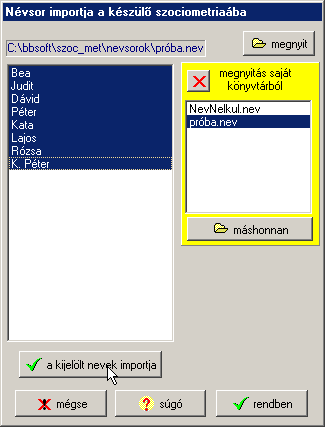 Névsor importja a készülő szociometriaába
C:\bbsoft\szoc_met\nevsorok\próba.nev
megnyit
Bea
Judit
Dávid
Péter
Kata
Lajos
Rózsa
K. Péter
megnyitás saját
könyvtárból
NevNelkul.nev
próba.nev
máshonnan
a kijelölt nevek importja
mégse
súgó
rendben